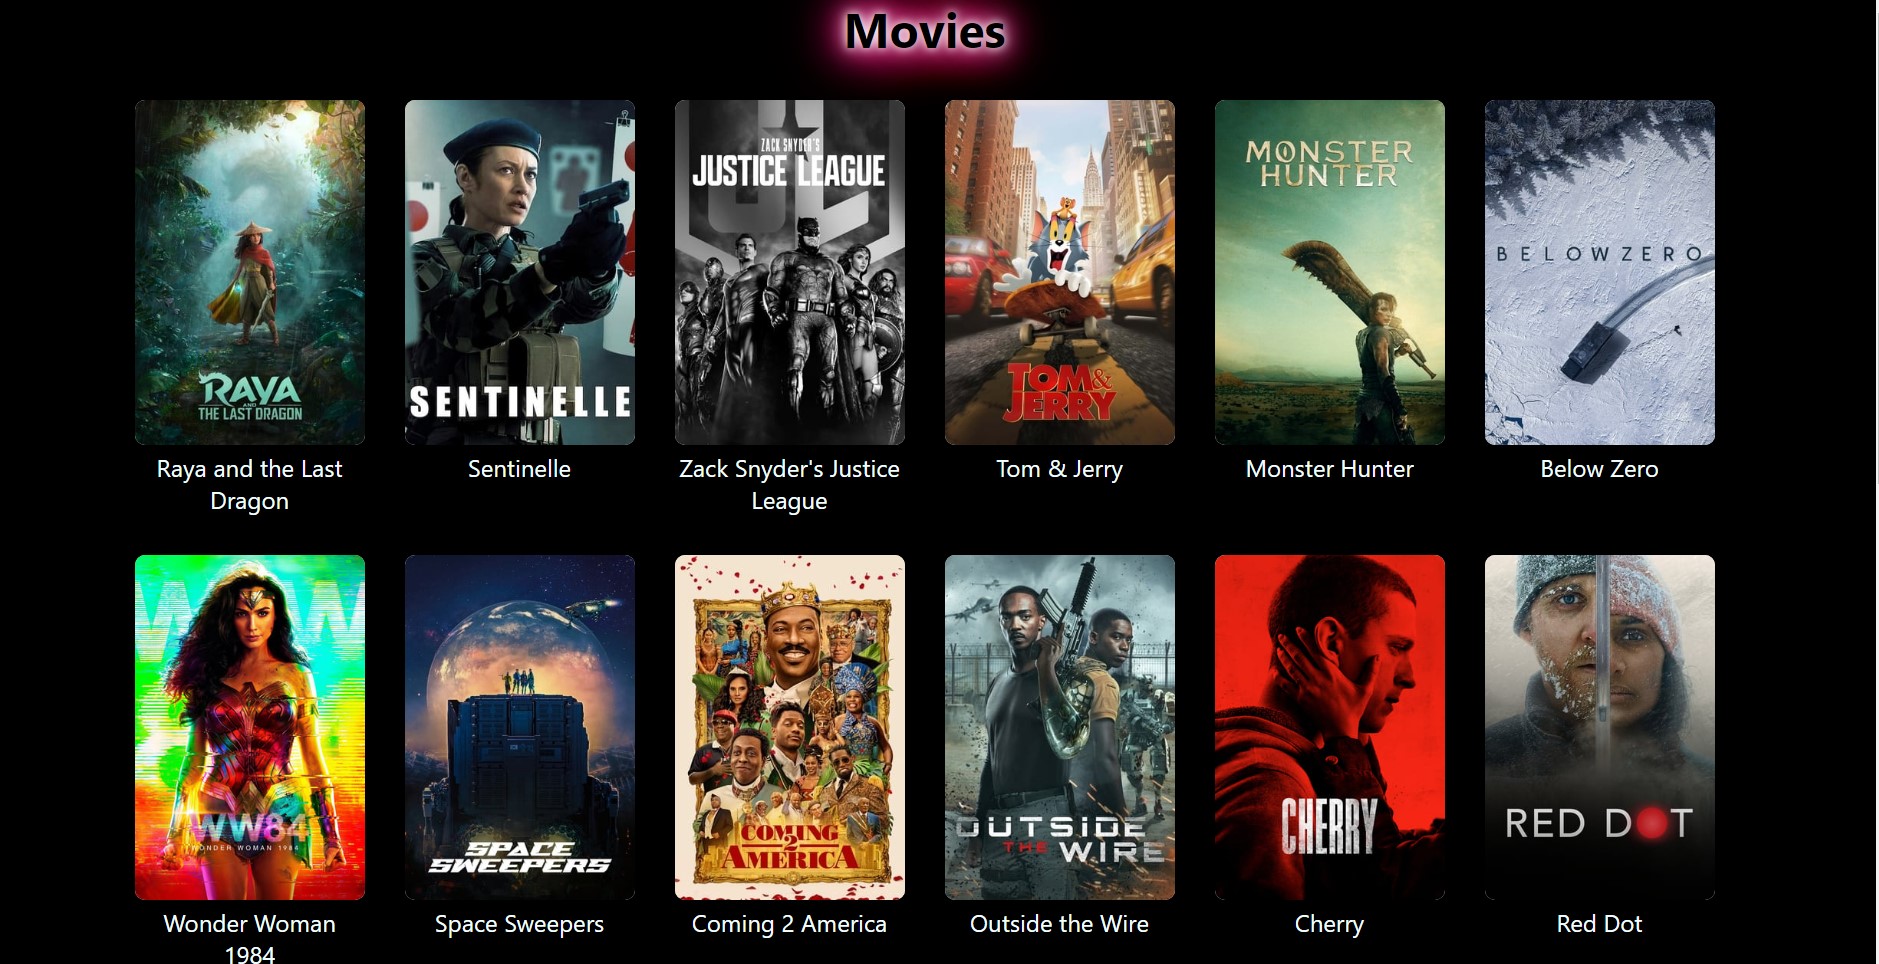 Movies
ZACK SNYDER'S
JUSTICE LEAGUE
MONSTER
HUNTER
BELOW ZERO
RAYA
AND
THE LAST DRAGON
SENTINELLE
TOM &
JERRY
Raya and the Last
Dragon
Sentinelle
Zack Snyder's Justice
League
Tom & Jerry
Monster Hunter
Below Zero
WW84
WONDER WOMAN 1984
SPACE
SWEEPERS
COMING
2
AMERICA
OUTSIDE
THE WIRE
CHERRY
RED DOT
Wonder Woman
1984
Space Sweepers
Coming 2 America
Outside the Wire
Cherry
Red Dot